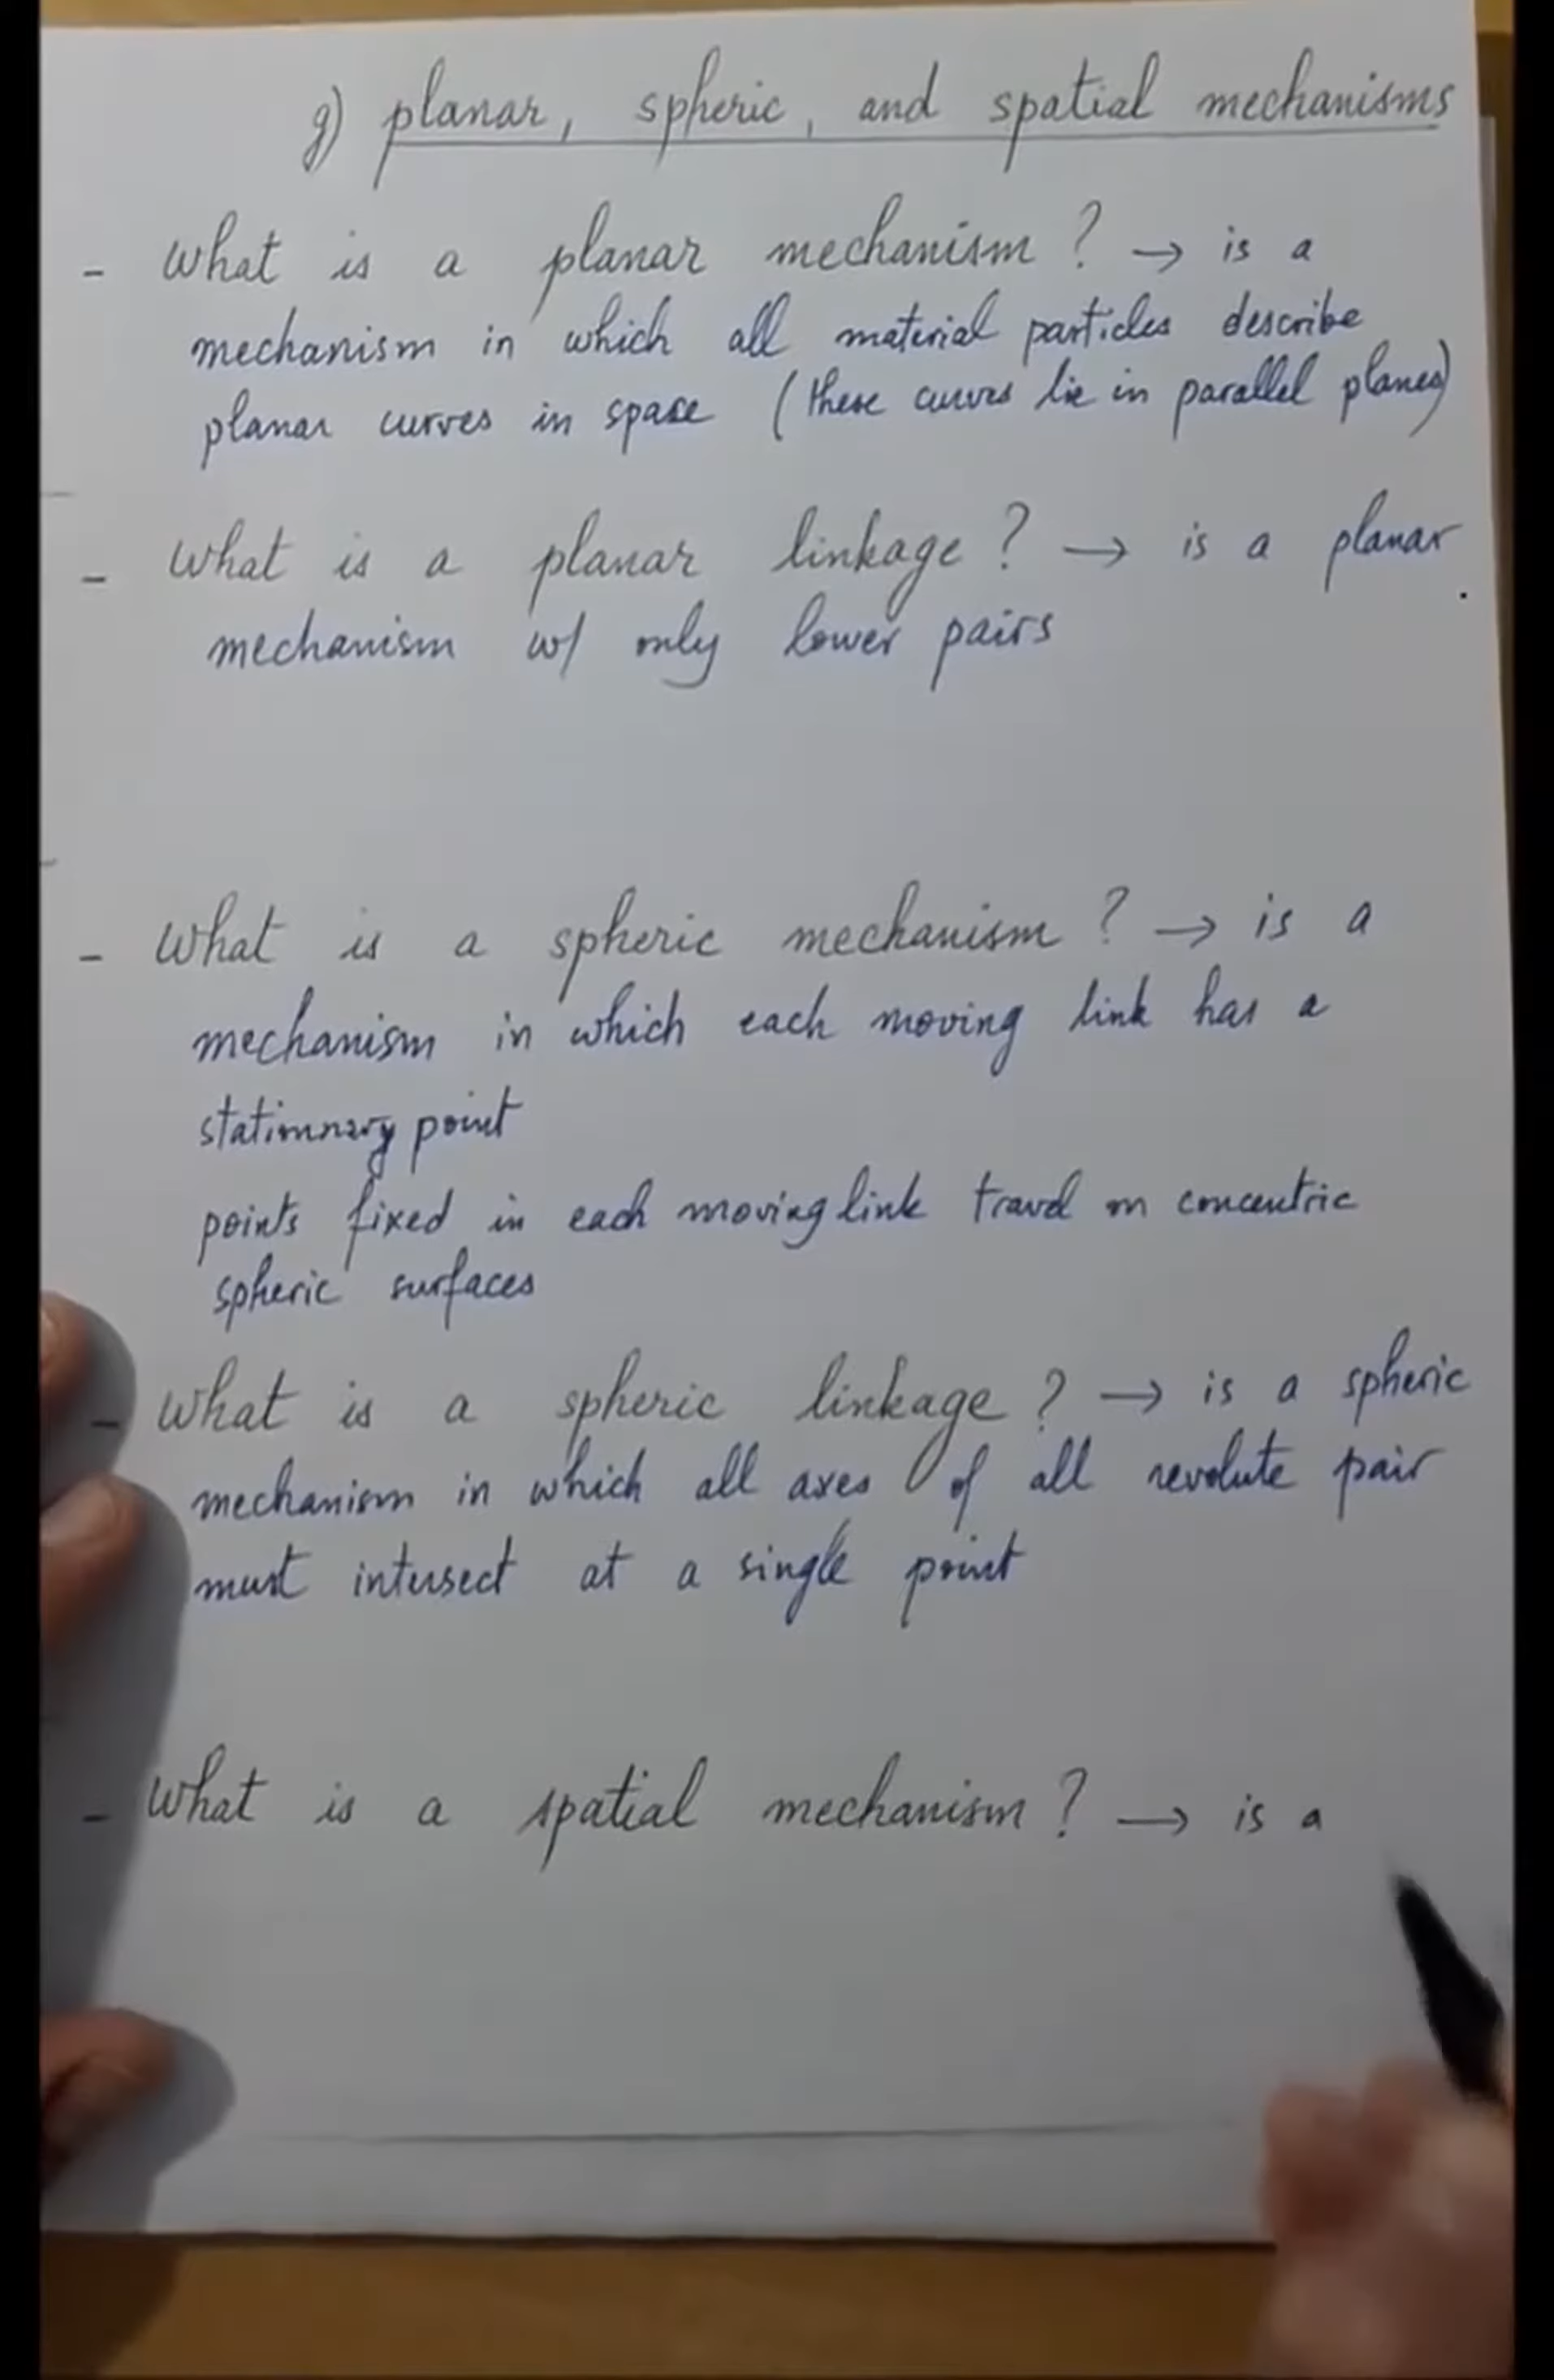 g) planar, spheric, and spatial mechanisms
- What is a planar mechanism? → is a
mechanism in which all material particles describe
planar curves in space (these curves lie in parallel planes)
- What is a planar linkage? → is a planar
mechanism w/ only lower pairs
- What is a spheric mechanism? → is a
mechanism in which each moving link has a
stationnary point
points fixed in each moving link travel on concentric
spheric surfaces
- What is a spheric linkage? → is a spheric
mechanism in which all axes of all revolute pair
must intersect at a single point
- What is a spatial mechanism? → is a